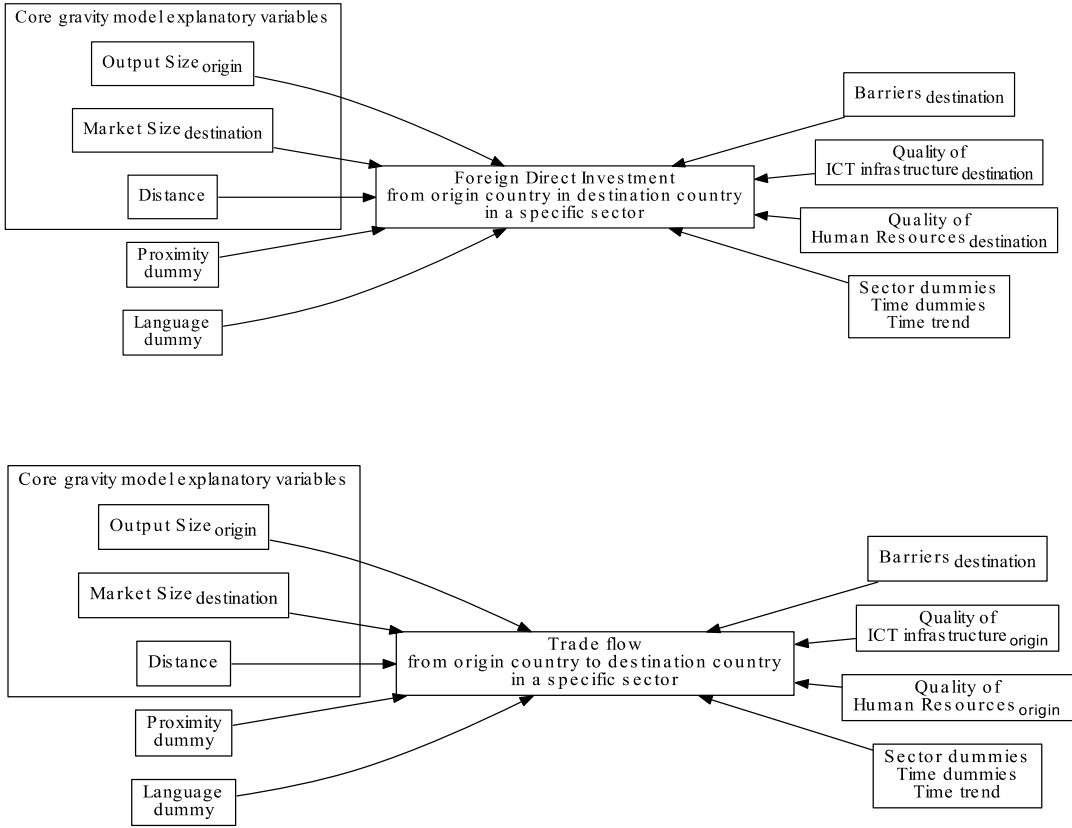 Core gravity model explanatory variables
Output Size origin
Market Size destination
Distance
Proximity
dummy
Language
dummy
Foreign Direct Investment
from origin country in destination country
in a specific sector
Barriers destination
Quality of
ICT infrastructure destination
Quality of
Human Resources destination
Sector dummies
Time dummies
Time trend
Core gravity model explanatory variables
Output Size origin
Market Size destination
Distance
Proximity
dummy
Language
dummy
Trade flow
from origin country to destination country
in a specific sector
Barriers destination
Quality of
ICT infrastructure origin
Quality of
Human Resources origin
Sector dummies
Time dummies
Time trend